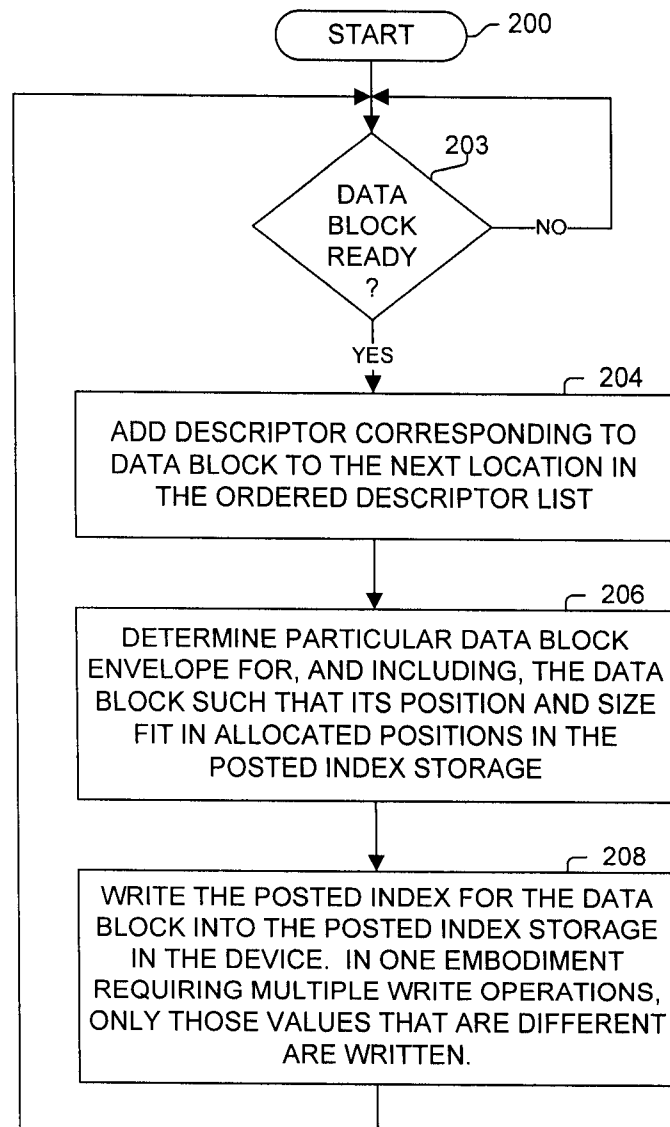 START
200
203
DATA
BLOCK
READY
?
NO
YES
204
ADD DESCRIPTOR CORRESPONDING TO
DATA BLOCK TO THE NEXT LOCATION IN
THE ORDERED DESCRIPTOR LIST
206
DETERMINE PARTICULAR DATA BLOCK
ENVELOPE FOR, AND INCLUDING, THE DATA
BLOCK SUCH THAT ITS POSITION AND SIZE
FIT IN ALLOCATED POSITIONS IN THE
POSTED INDEX STORAGE
208
WRITE THE POSTED INDEX FOR THE DATA
BLOCK INTO THE POSTED INDEX STORAGE
IN THE DEVICE. IN ONE EMBODIMENT
REQUIRING MULTIPLE WRITE OPERATIONS,
ONLY THOSE VALUES THAT ARE DIFFERENT
ARE WRITTEN.